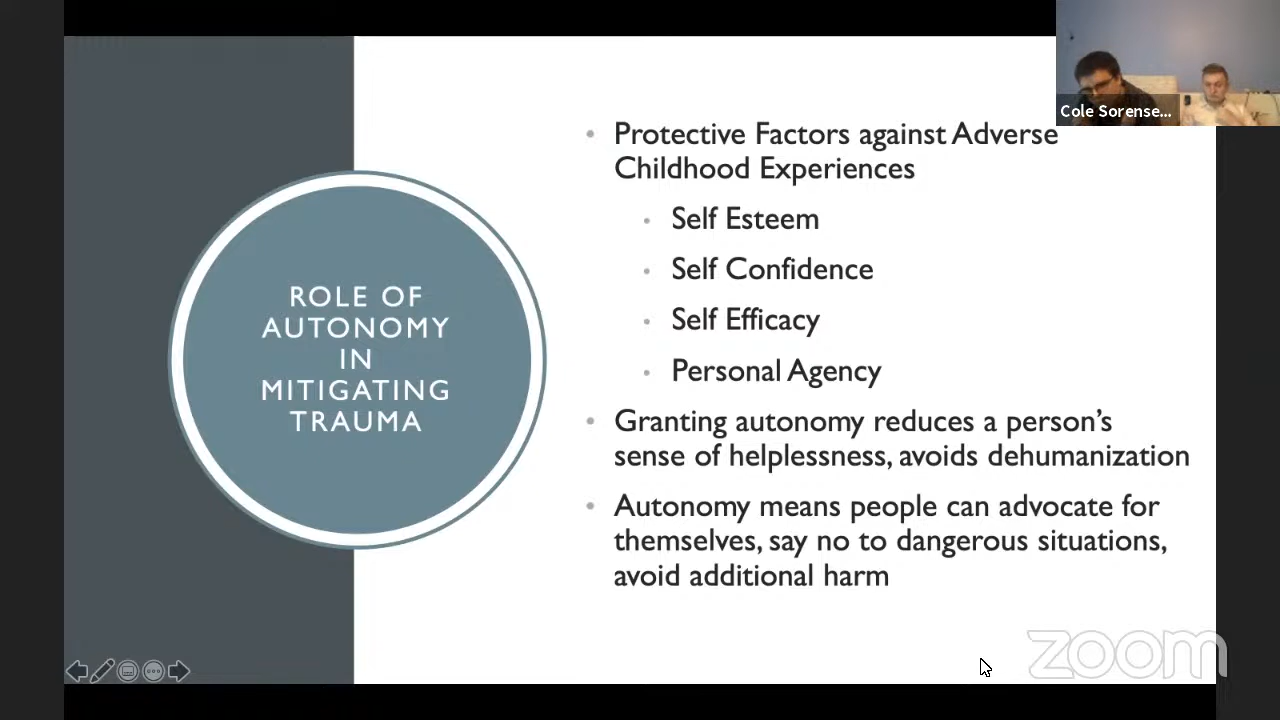 Cole Sorense...
ROLE OF
AUTONOMY
IN
MITIGATING
TRAUMA
• Protective Factors against Adverse
Childhood Experiences
• Self Esteem
• Self Confidence
• Self Efficacy
• Personal Agency
• Granting autonomy reduces a person’s
sense of helplessness, avoids dehumanization
• Autonomy means people can advocate for
themselves, say no to dangerous situations,
avoid additional harm
zoom